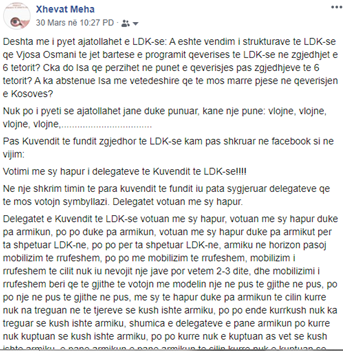 Xhevat Meha
30 Mars në 10:27 PD ·
Deshta me i pyet ajatollahet e LDK-se: A eshte vendim i strukturave te LDK-se
qe Vjosa Osmani te jet bartese e programit qeverises te LDK-se ne zgjedhjet e 6
tetorit? Cka do Isa qe perzihet ne punet e qeverisjes pas zgjedhjeve te 6
tetorit? A ka abstenue Isa me vetedeshire qe te mos marre pjese ne qeverisjen
e Kosoves?
Nuk po i pyeti se ajatollahet jane duke punuar, kane nje pune: vlojne, vlojne,
vlojne, vlojne,..................................
Pas Kuvendit te fundit zgjedhor te LDK-se kam pas shkruar ne facebook si ne
vijim:
Votimi me sy hapur i delegateve te Kuvendit te LDK-se!!!!
Ne nje shkrim timin te para kuvendit te fundit iu pata sygjeruar delegateve qe
te mos votojn symbyllazi. Delegatet votuan me sy hapur.
Delegatet e Kuvendit te LDK-se votuan me sy hapur, votuan me sy hapur duke
pa armikun, po po duke pa armikun, votuan me sy hapur duke pa armikut per
ta shpetuar LDK-ne, po po per ta shpetuar LDK-ne, armiku ne horizon pasoj
mobilizim te rrufeshem, po po me mobilizim te rrufeshem, mobilizim i
rrufeshem te cilit nuk iu nevojit nje jave por vetem 2-3 dite, dhe mobilizimi i
rrufeshem beri qe te gjithe te votojn me modelin nje ne pus te gjithe ne pus, po
po nje ne pus te gjithe ne pus, me sy te hapur duke pa armikun te cilin kurre
nuk na treguan ne te tjereve se kush ishte armiku, po po ende kurrkush nuk ka
treguar se kush ishte armiku, shumica e delegateve e pane armikun po kurre
nuk kuptuan se kush ishte armiku, po po kurre nuk e kuptuan as vet se kush